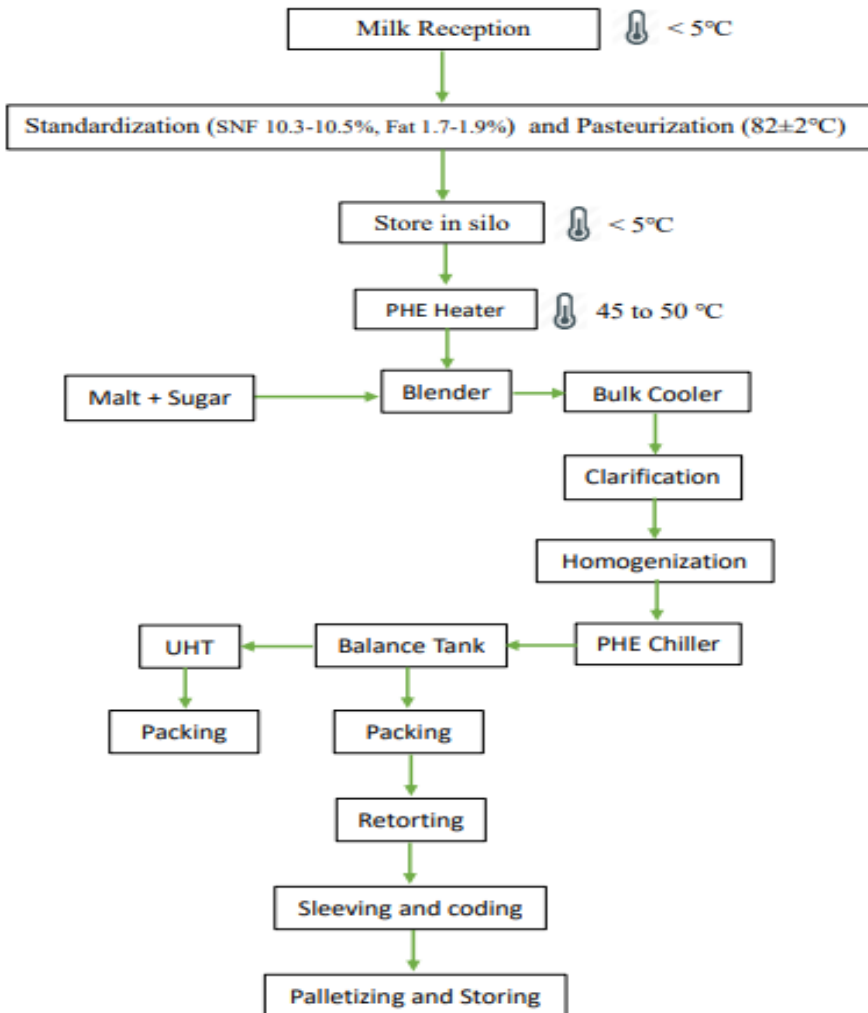 Milk Reception
< 5℃
Standardization (SNF 10.3-10.5%, Fat 1.7-1.9%) and Pasteurization (82±2℃)
Store in silo
< 5℃
PHE Heater
45 to 50 ℃
Malt + Sugar
Blender
Bulk Cooler
Clarification
Homogenization
UHT
Balance Tank
PHE Chiller
Packing
Packing
Retorting
Sleeving and coding
Palletizing and Storing